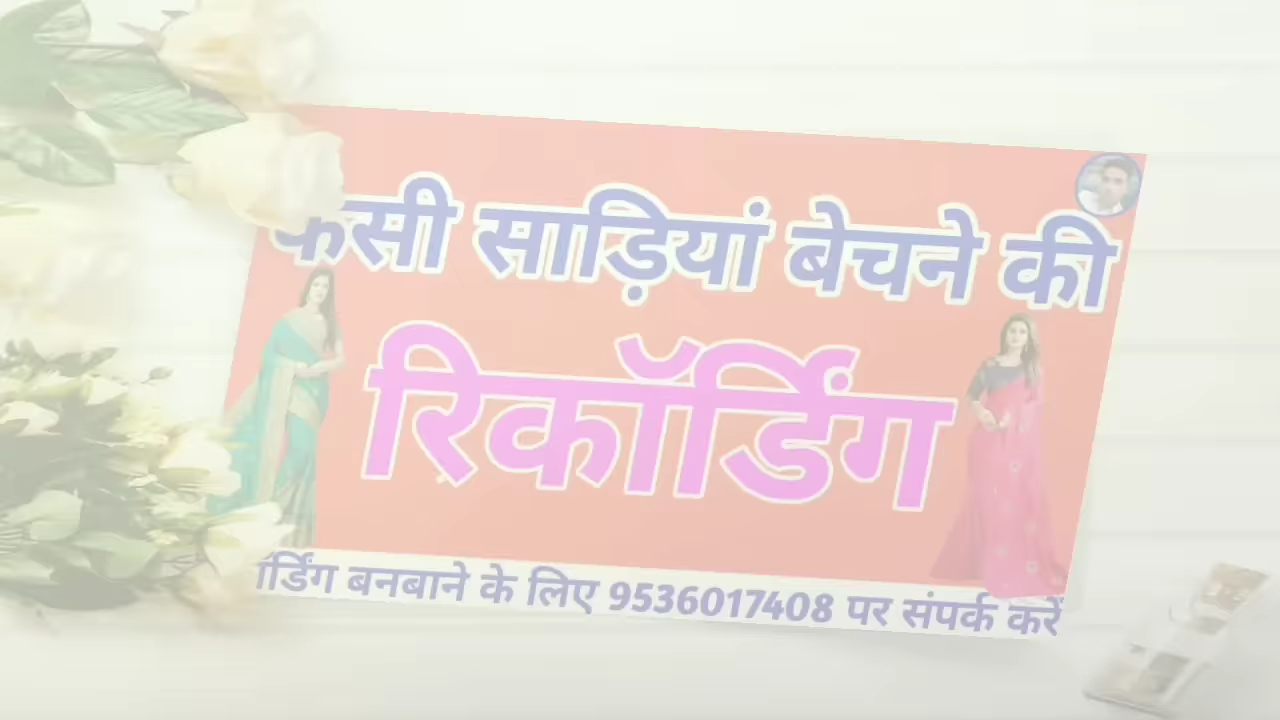 साड़ियां बेचने की
रिकॉर्डिंग
बनबाने के लिए 9536017408 पर संपर्क करें